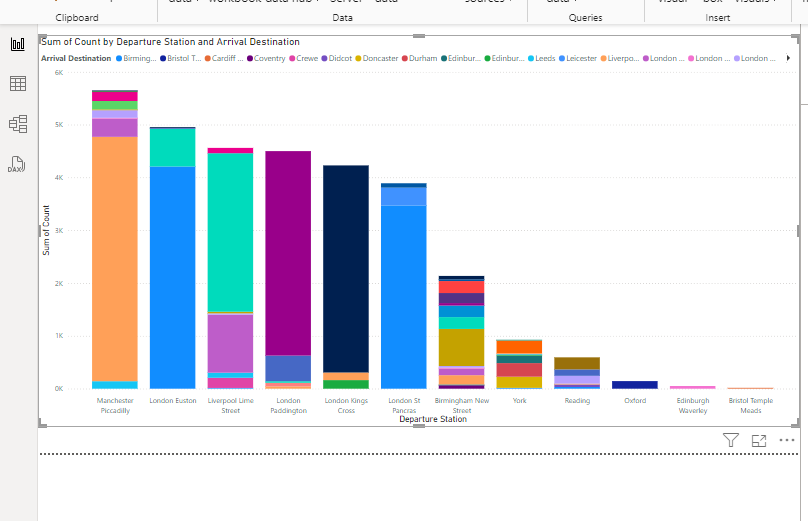 Clipboard
Data
Queries
Insert
DAX
Sum of Count by Departure Station and Arrival Destination
Arrival Destination Birming... Bristol T... Cardiff ... Coventry Crewe Didcot Doncaster Durham Edinbur... Edinbur... Leeds Leicester Liverpo... London ... London ... London ...
6K
5K
4K
3K
2K
1K
0K
Sum of Count
Manchester
Piccadilly
London Euston
Liverpool Lime
Street
London
Paddington
London Kings
Cross
London St
Pancras
Birmingham New
Street
York
Reading
Oxford
Edinburgh
Waverley
Bristol Temple
Meads
Departure Station